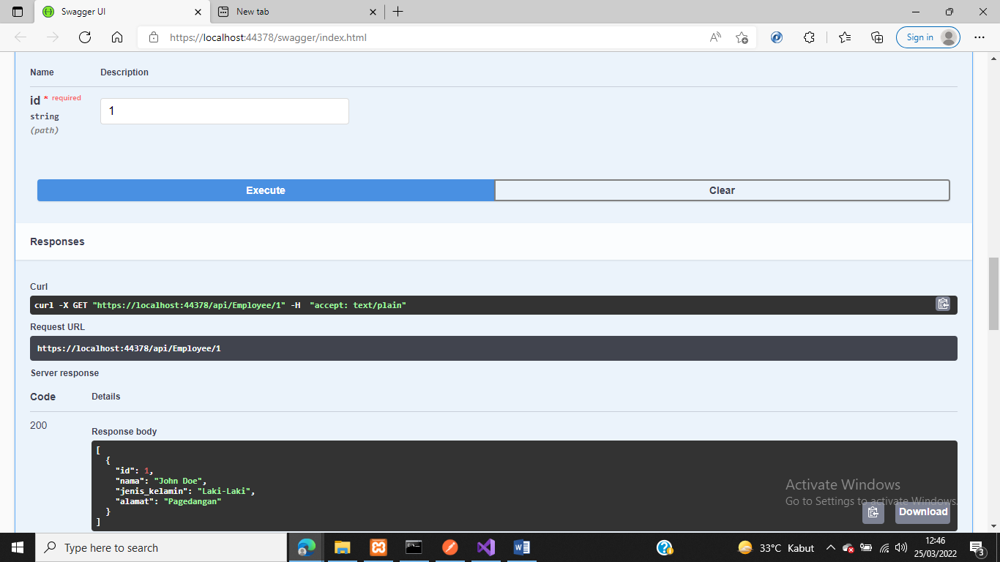 Swagger UI
New tab
https://localhost:44378/swagger/index.html
Sign in
Name Description
id * required
string
(path)
1
Execute Clear
Responses
Curl
curl -X GET "https://localhost:44378/api/Employee/1" -H  "accept: text/plain"
Request URL
https://localhost:44378/api/Employee/1
Server response
Code Details
200
Response body
[
  {
    "id": 1,
    "nama": "John Doe",
    "jenis_kelamin": "Laki-Laki",
    "alamat": "Pagedangan"
  }
]
Activate Windows
Go to Settings to activate Windows.
Download
Type here to search
33°C Kabut
12:46
25/03/2022
3